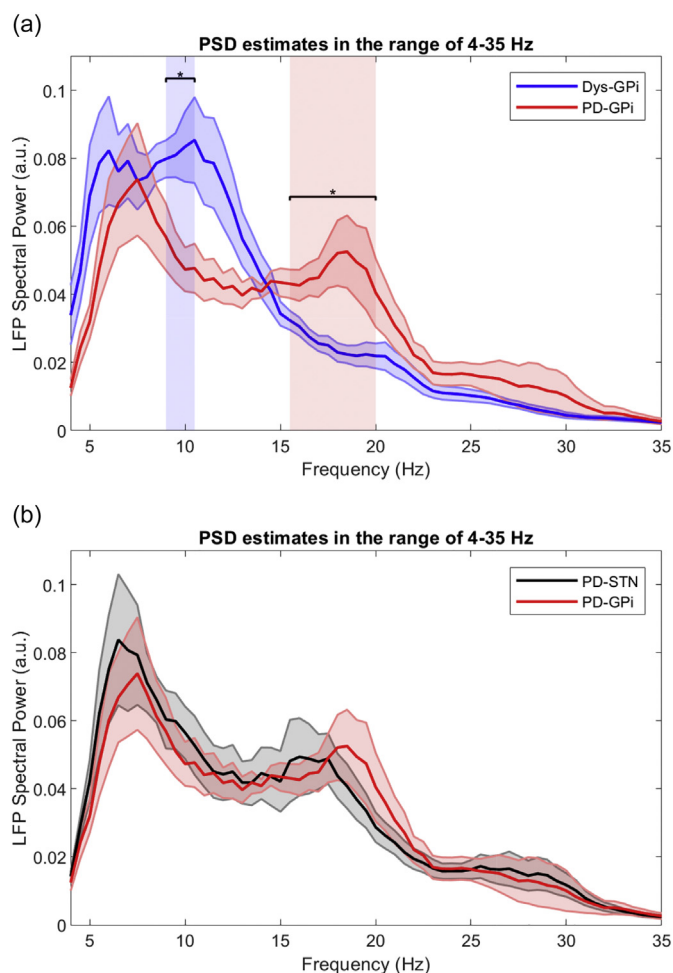 (a)
PSD estimates in the range of 4-35 Hz
*
*
Dys-GPi
PD-GPi
LFP Spectral Power (a.u.)
0.1
0.08
0.06
0.04
0.02
0
5 10 15 20 25 30 35
Frequency (Hz)
(b)
PSD estimates in the range of 4-35 Hz
PD-STN
PD-GPi
LFP Spectral Power (a.u.)
0.1
0.08
0.06
0.04
0.02
0
5 10 15 20 25 30 35
Frequency (Hz)